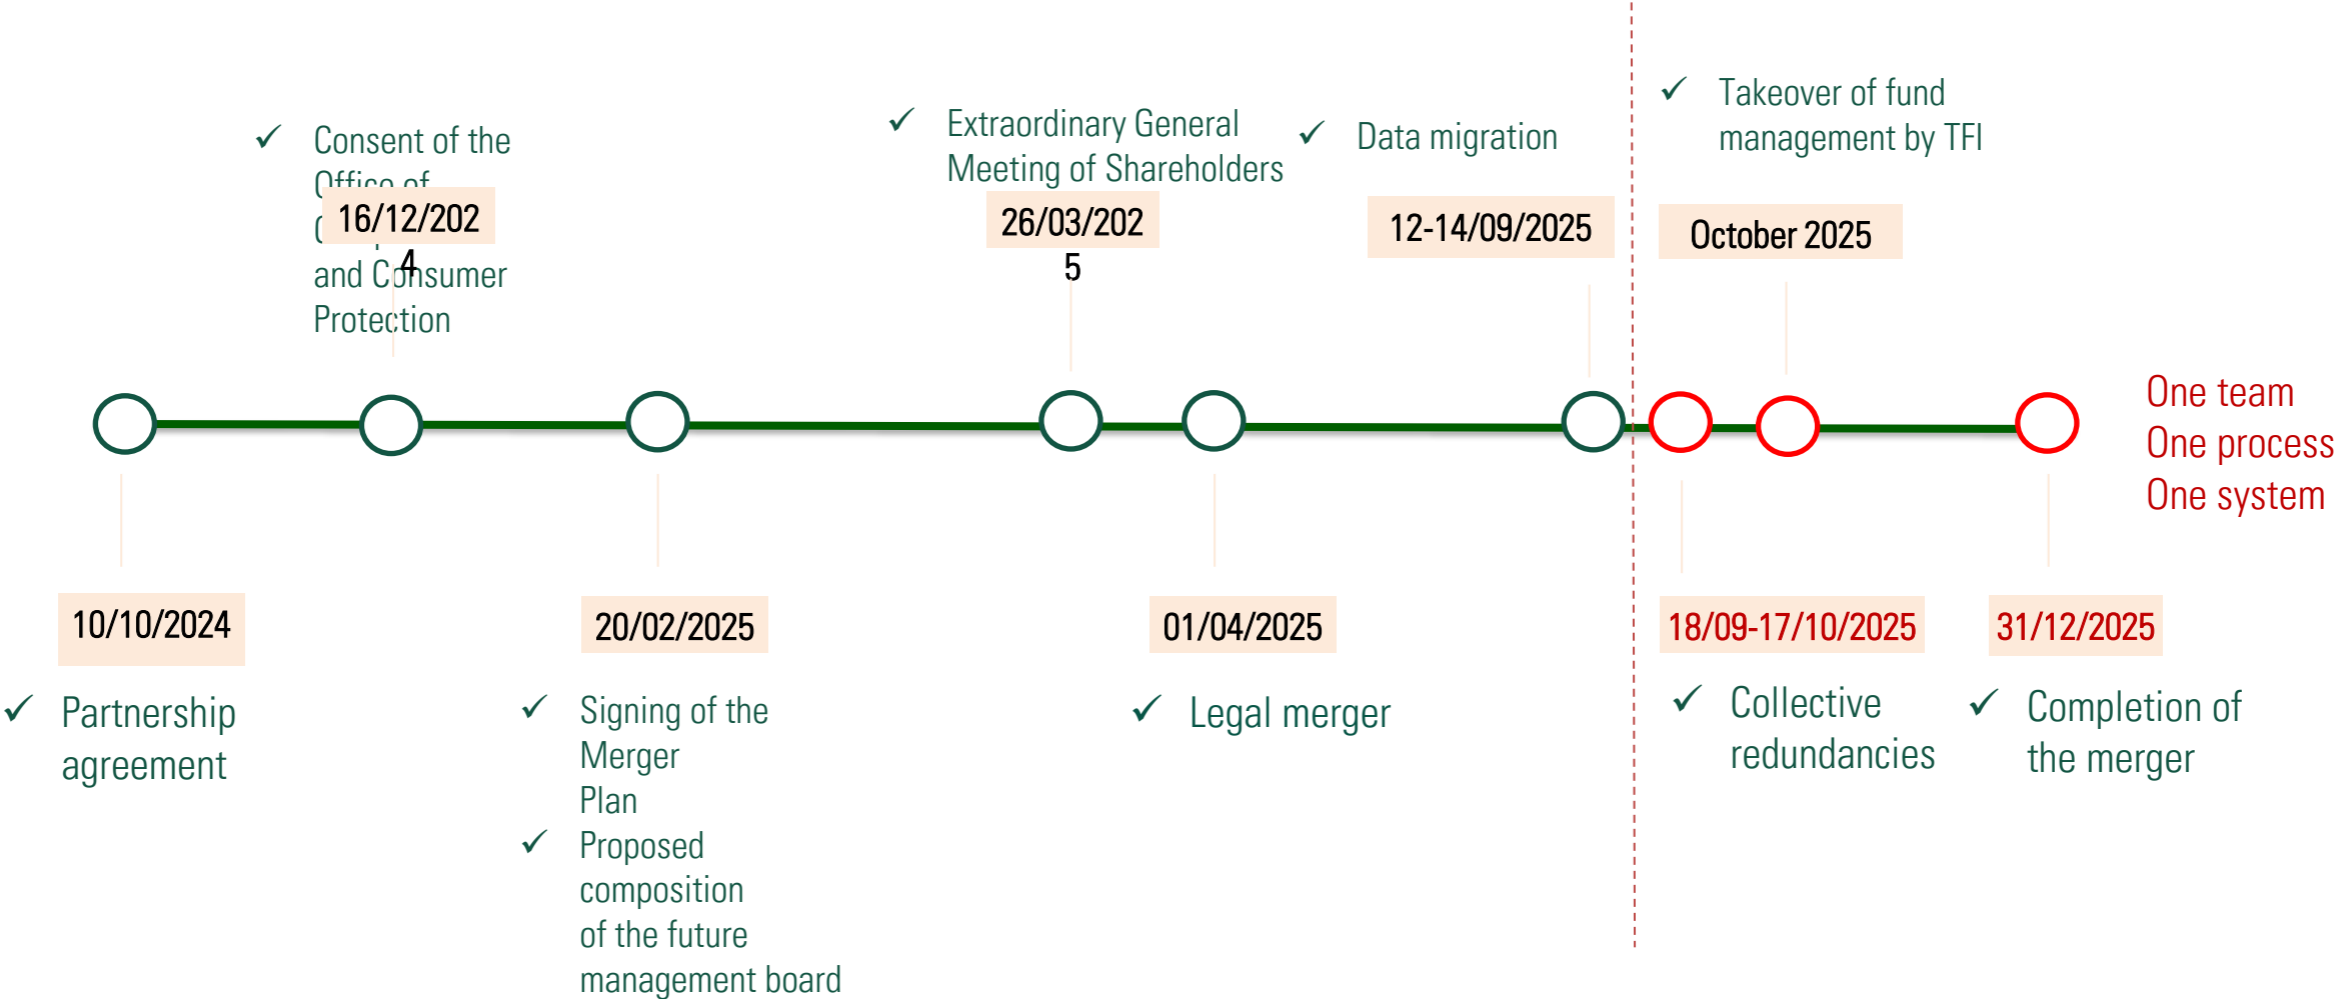 Consent of the
Office of
16/12/202
4
and Consumer
Protection
Extraordinary General
Meeting of Shareholders
26/03/202
5
Data migration
12-14/09/2025
Takeover of fund
management by TFI
October 2025
One team
One process
One system
10/10/2024
Partnership
agreement
20/02/2025
Signing of the
Merger
Plan
Proposed
composition
of the future
management board
01/04/2025
Legal merger
18/09-17/10/2025
Collective
redundancies
31/12/2025
Completion of
the merger